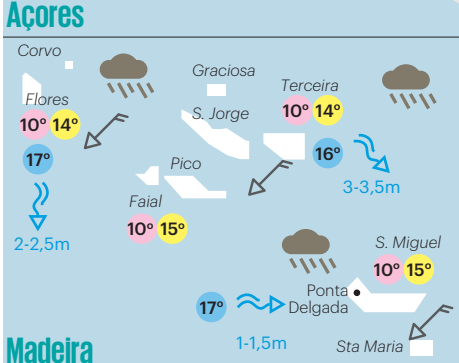 Açores
Corvo
Graciosa
Terceira
Flores
10º 14º
10º 14º
S. Jorge
17º
16º
Pico
3-3,5m
Faial
2-2,5m
10º 15º
S. Miguel
10º 15º
Ponta
Delgada
17º
1-1,5m
Sta Maria
Madeira